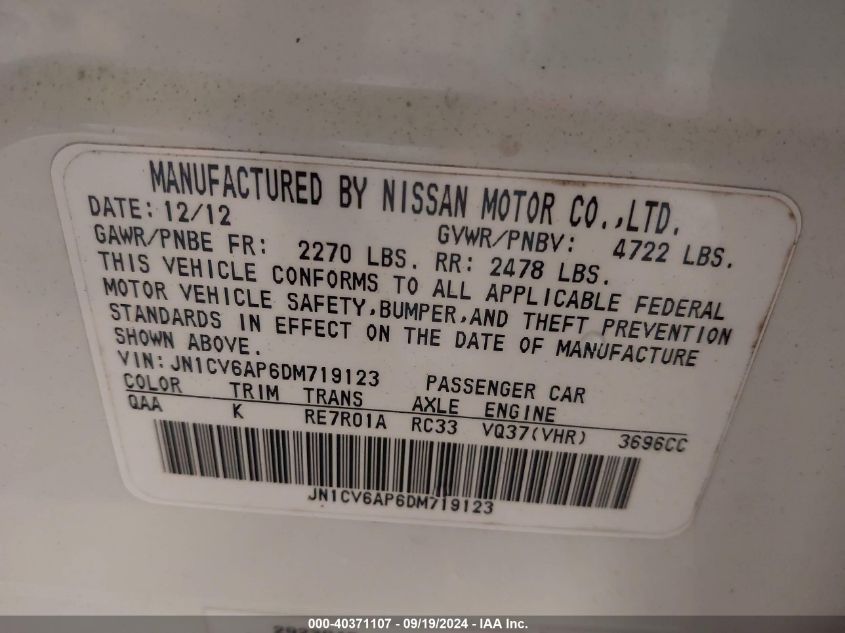 MANUFACTURED BY NISSAN MOTOR CO.,LTD.
DATE: 12/12 GVWR/PNBV: 4722 LBS.
GAWR/PNBE FR: 2270 LBS. RR: 2478 LBS.
THIS VEHICLE CONFORMS TO ALL APPLICABLE FEDERAL
MOTOR VEHICLE SAFETY,BUMPER,AND THEFT PREVENTION
STANDARDS IN EFFECT ON THE DATE OF MANUFACTURE
SHOWN ABOVE.
VIN: JN1CV6AP6DM719123 PASSENGER CAR
COLOR TRIM TRANS AXLE ENGINE
QAA K RE7R01A RC33 VQ37(VHR) 3696CC
JN1CV6AP6DM719123
000-40371107 - 09/19/2024 - IAA Inc.